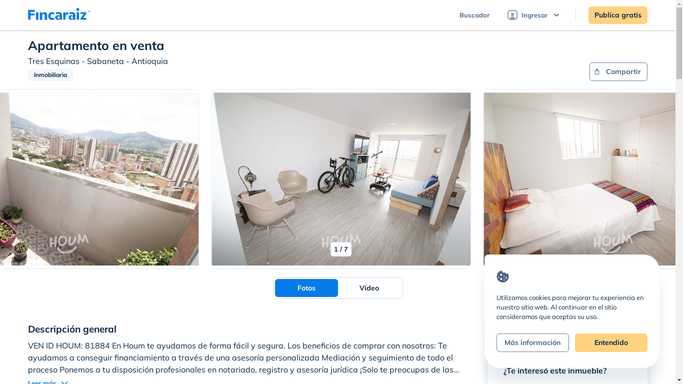 Fincaraiz
Buscador
Ingresar
Publica gratis
Apartamento en venta
Tres Esquinas - Sabaneta - Antioquia
Inmobiliaria
Compartir
HOUM
HOUM
HOUM
1 / 7
Fotos
Video
Descripción general
VEN ID HOUM: 81884 En Houm te ayudamos de forma fácil y segura. Los beneficios de comprar con nosotros: Te
ayudamos a conseguir financiamiento a través de una asesoría personalizada Mediación y seguimiento de todo el
proceso Ponemos a tu disposición profesionales en notariado, registro y asesoría jurídica ¡Solo te preocupas de las...
Leer más
Utilizamos cookies para mejorar tu experiencia en
nuestro sitio web. Al continuar en el sitio
consideramos que aceptas su uso.
Más información
Entendido
¿Te interesó este inmueble?